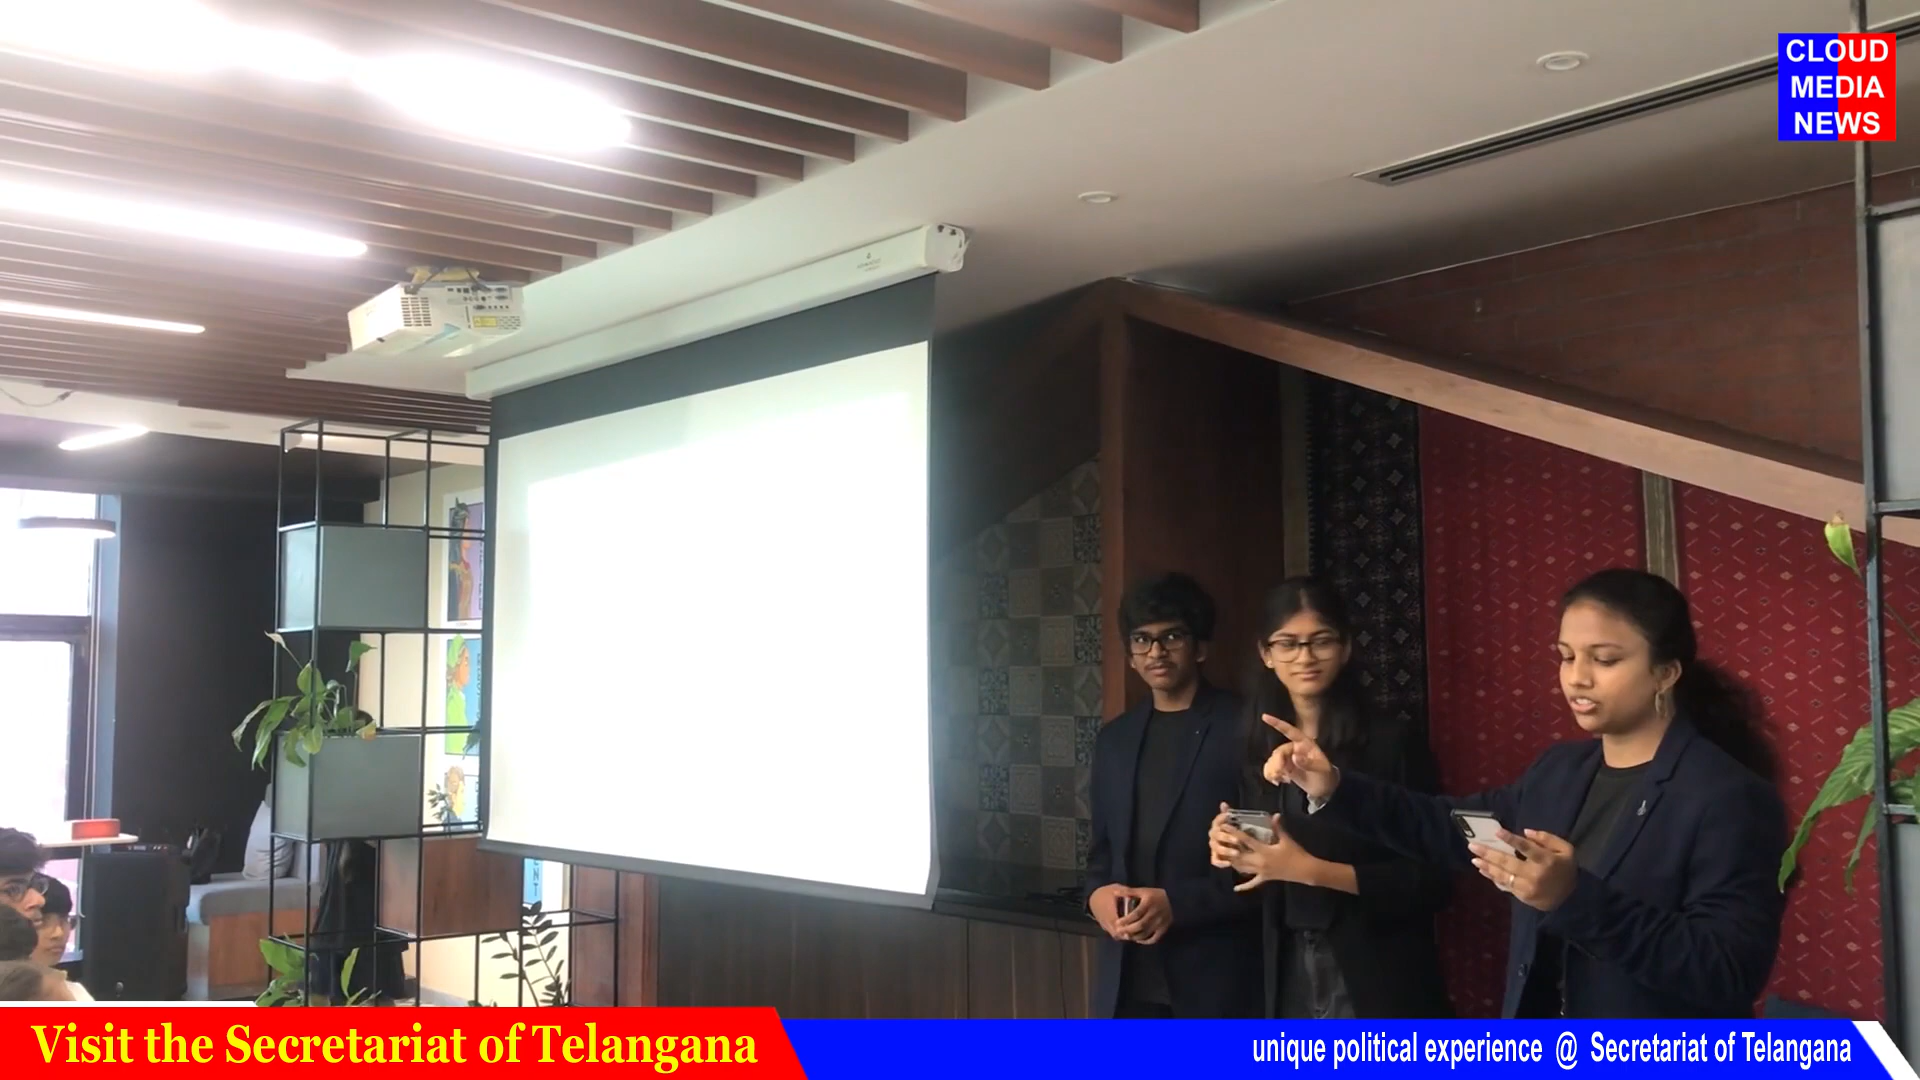 CLOUD
MEDIA
NEWS
Visit the Secretariat of Telangana
unique political experience @ Secretariat of Telangana